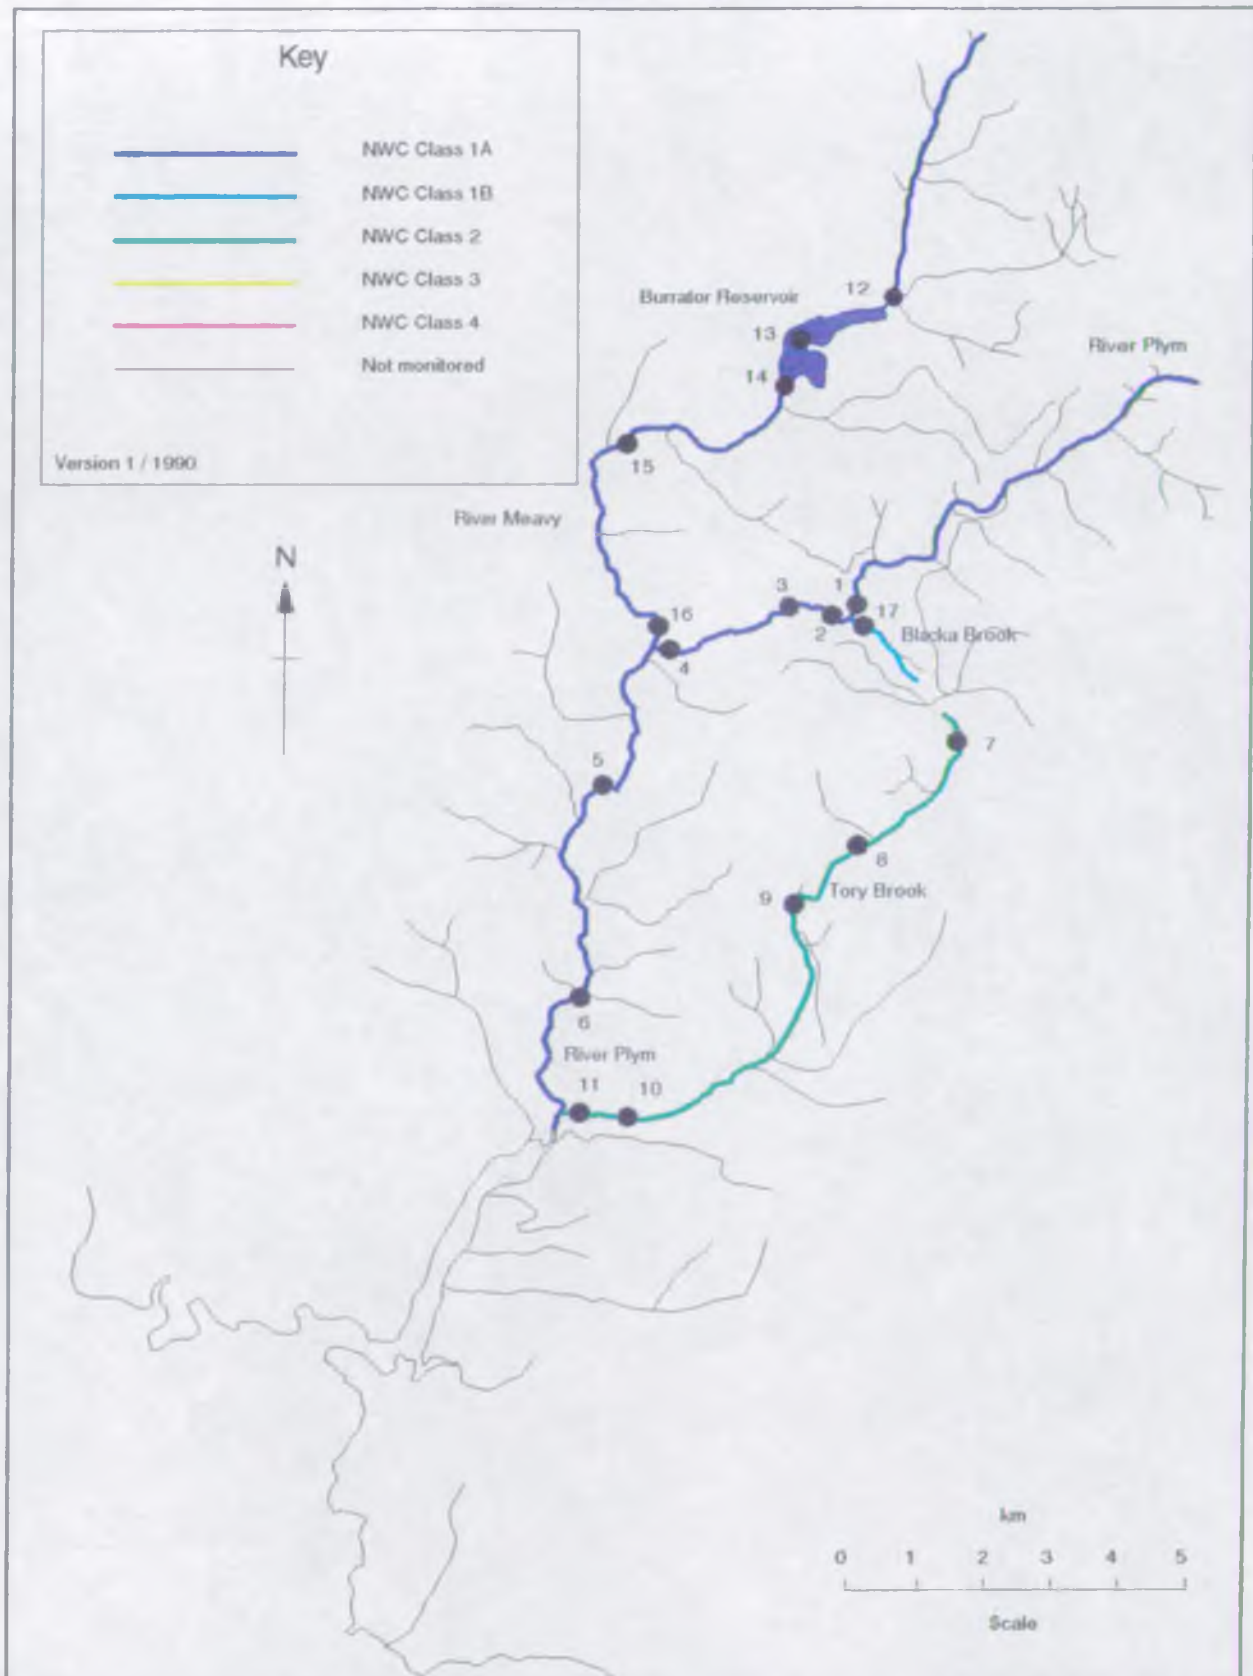 Key
NWC Class 1A
NWC Class 1B
NWC Class 2
NWC Class 3
NWC Class 4
Not monitored
Version 1 / 1990
N
12
Burrator Reservoir
13
River Plym
14
15
River Meavy
3
1
16
17
2
Blacka Brook
4
7
5
8
9
Tory Brook
6
River Plym
11
10
km
0 1 2 3 4 5
Scale